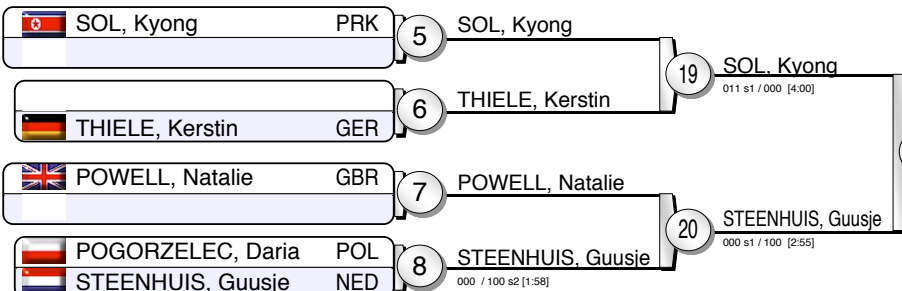 SOL, Kyong PRK
5
SOL, Kyong
19
SOL, Kyong
011 s1 / 000 [4:00]
6
THIELE, Kerstin
THIELE, Kerstin GER
POWELL, Natalie GBR
7
POWELL, Natalie
20
STEENHUIS, Guusje
000 s1 / 100 [2:55]
POGORZELEC, Daria POL
8
STEENHUIS, Guusje
STEENHUIS, Guusje NED
000 / 100 s2 [1:58]